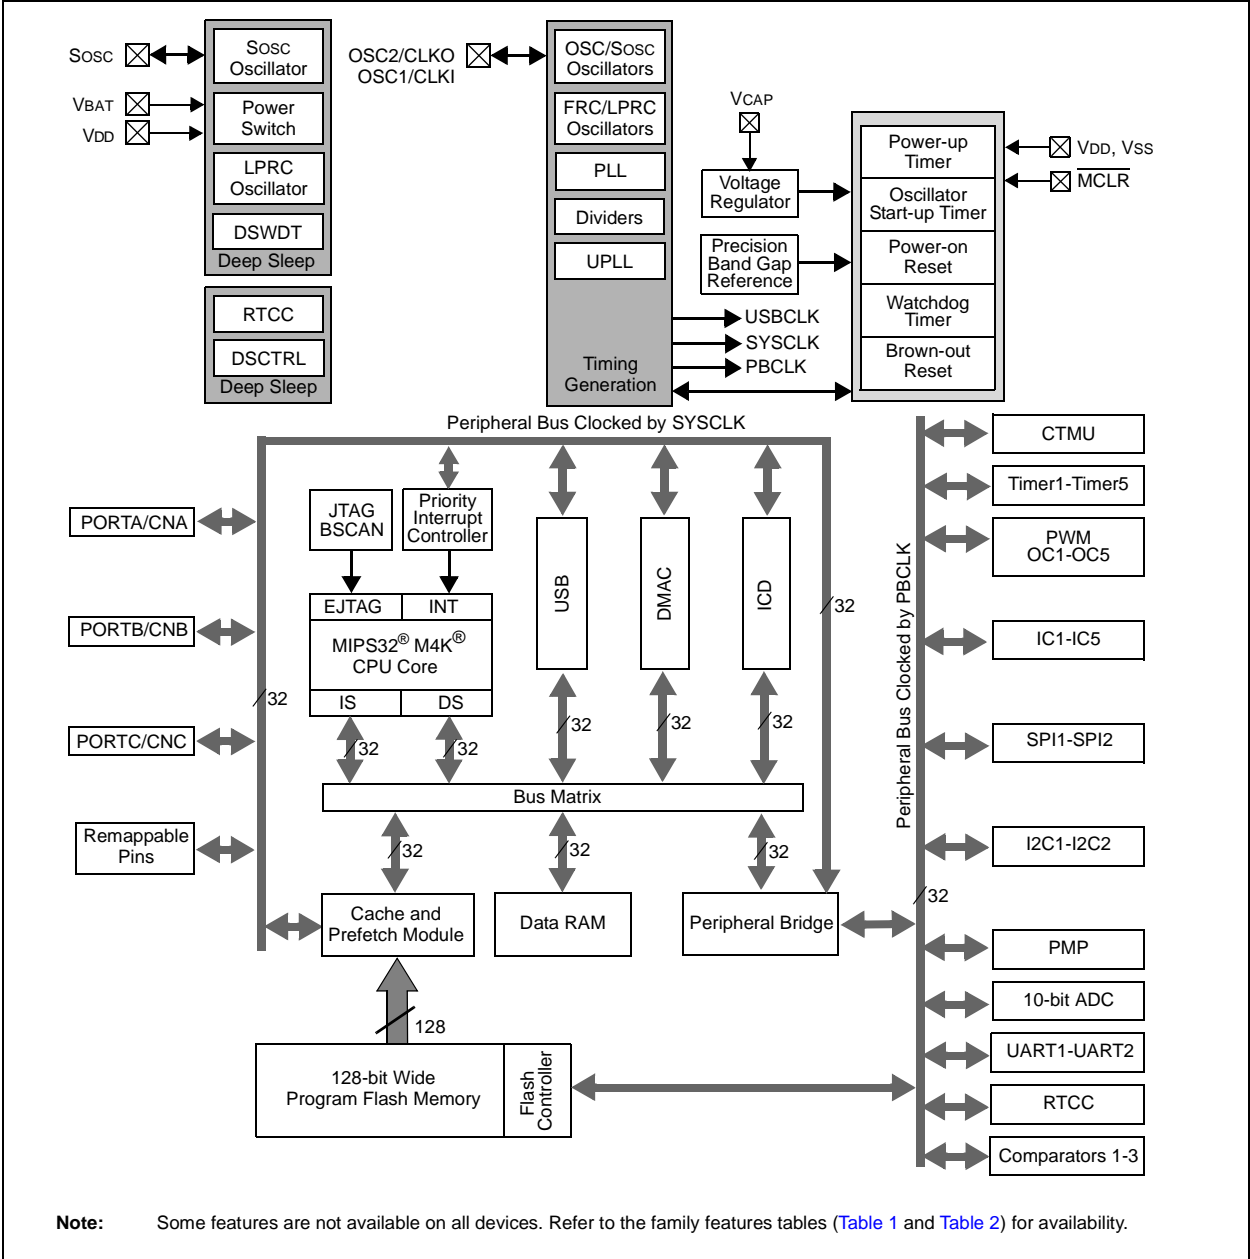 SOSC
SOSC
Oscillator
VBAT
VDD
Power
Switch
LPRC
Oscillator
DSWDT
Deep Sleep
RTCC
DSCTRL
Deep Sleep
OSC2/CLKO
OSC1/CLKI
OSC/SOSC
Oscillators
FRC/LPRC
Oscillators
PLL
Dividers
UPLL
Timing
Generation
USBCLK
SYSCLK
PBCLK
VCAP
Voltage
Regulator
Precision
Band Gap
Reference
Power-up
Timer
Oscillator
Start-up Timer
Power-on
Reset
Watchdog
Timer
Brown-out
Reset
VDD, VSS
MCLR
Peripheral Bus Clocked by SYSCLK
PORTA/CNA
PORTB/CNB
PORTC/CNC
Remappable
Pins
32
JTAG
BSCAN
Priority
Interrupt
Controller
EJTAG
INT
MIPS32® M4K®
CPU Core
IS
DS
32
32
USB
32
DMAC
32
ICD
32
32
Bus Matrix
32
32
32
Cache and
Prefetch Module
Data RAM
Peripheral Bridge
128
128-bit Wide
Program Flash Memory
Flash
Controller
Peripheral Bus Clocked by PBCLK
32
CTMU
Timer1-Timer5
PWM
OC1-OC5
IC1-IC5
SPI1-SPI2
I2C1-I2C2
PMP
10-bit ADC
UART1-UART2
RTCC
Comparators 1-3
Note: Some features are not available on all devices. Refer to the family features tables (Table 1 and Table 2) for availability.